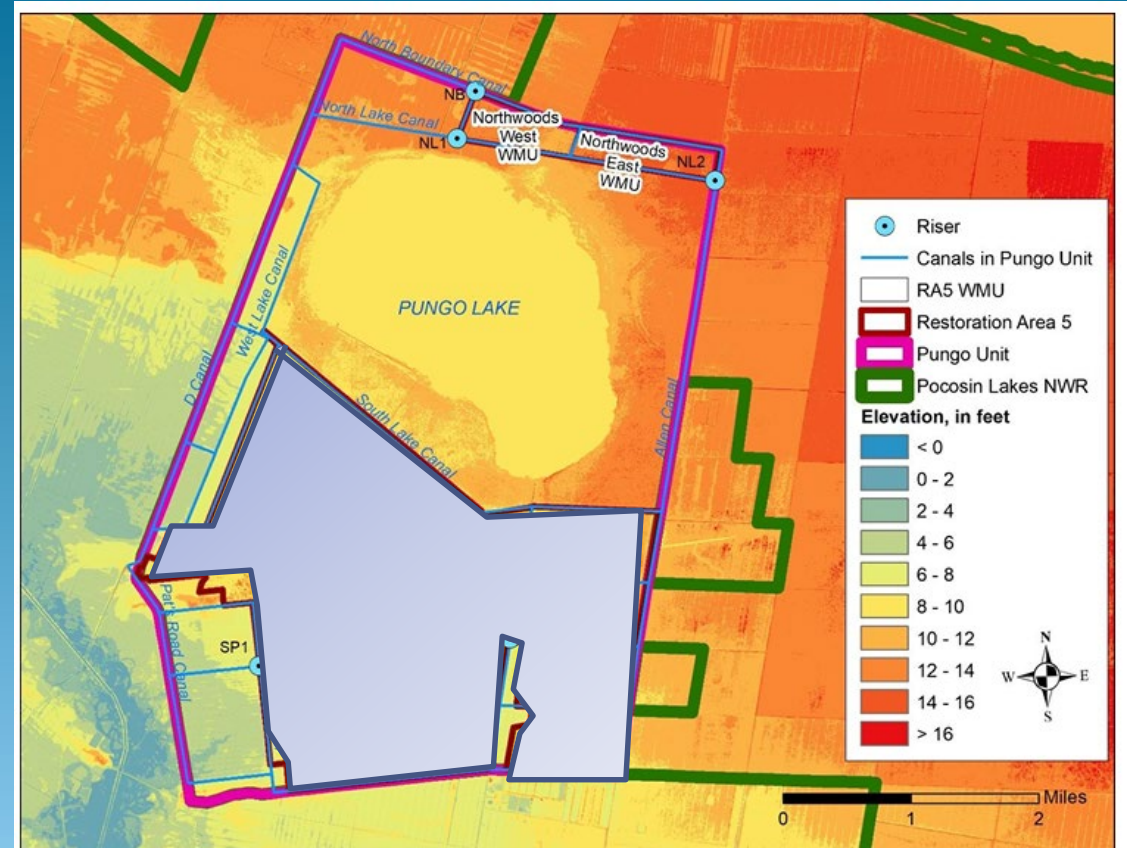 North Boundary Canal
NB
North Lake Canal
Northwoods
West
WMU
NL1
Northwoods
East
WMU
NL2
West Lake Canal
PUNGO LAKE
D Canal
South Lake Canal
Allen Canal
Pat's Road Canal
SP1
Riser
Canals in Pungo Unit
RA5 WMU
Restoration Area 5
Pungo Unit
Pocosin Lakes NWR
Elevation, in feet
< 0
0 - 2
2 - 4
4 - 6
6 - 8
8 - 10
10 - 12
12 - 14
14 - 16
> 16
N
W
E
S
Miles
0
1
2